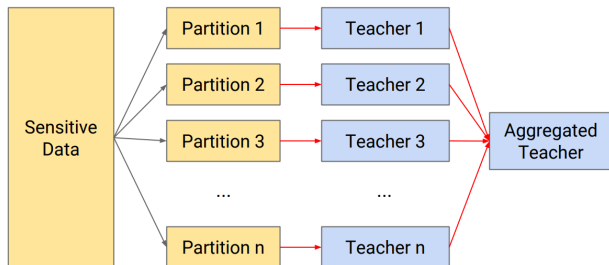 Sensitive
Data
Partition 1
Teacher 1
Partition 2
Teacher 2
Partition 3
Teacher 3
...
...
Partition n
Teacher n
Aggregated
Teacher